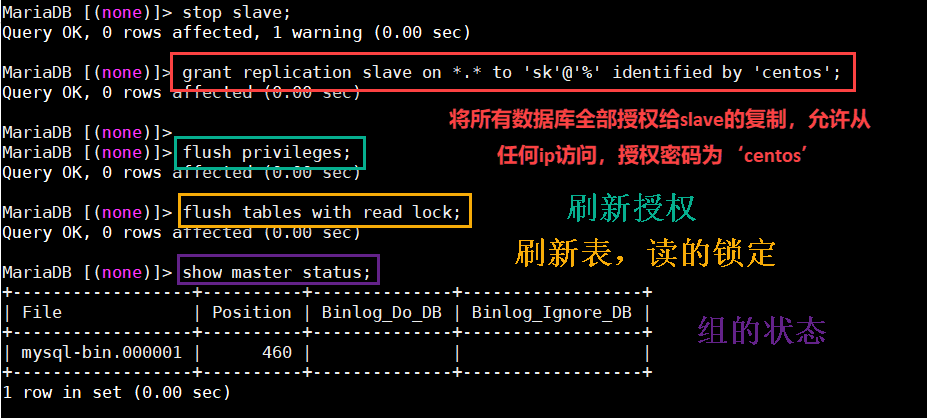 MariaDB [(none)]> stop slave;
Query OK, 0 rows affected, 1 warning (0.00 sec)
MariaDB [(none)]> grant replication slave on *.* to 'sk'@'%' identified by 'centos';
Query OK, 0 rows affected (0.00 sec)
将所有数据库全部授权给slave的复制，允许从
任何ip访问，授权密码为‘centos’
MariaDB [(none)]>
MariaDB [(none)]> flush privileges;
Query OK, 0 rows affected (0.00 sec)
刷新授权
MariaDB [(none)]> flush tables with read lock;
Query OK, 0 rows affected (0.00 sec)
刷新表，读的锁定
MariaDB [(none)]> show master status;
+------------------+----------+--------------+------------------+
| File             | Position | Binlog_Do_DB | Binlog_Ignore_DB |
+------------------+----------+--------------+------------------+
| mysql-bin.000001 |      460 |              |                  |
+------------------+----------+--------------+------------------+
组的状态
1 row in set (0.00 sec)